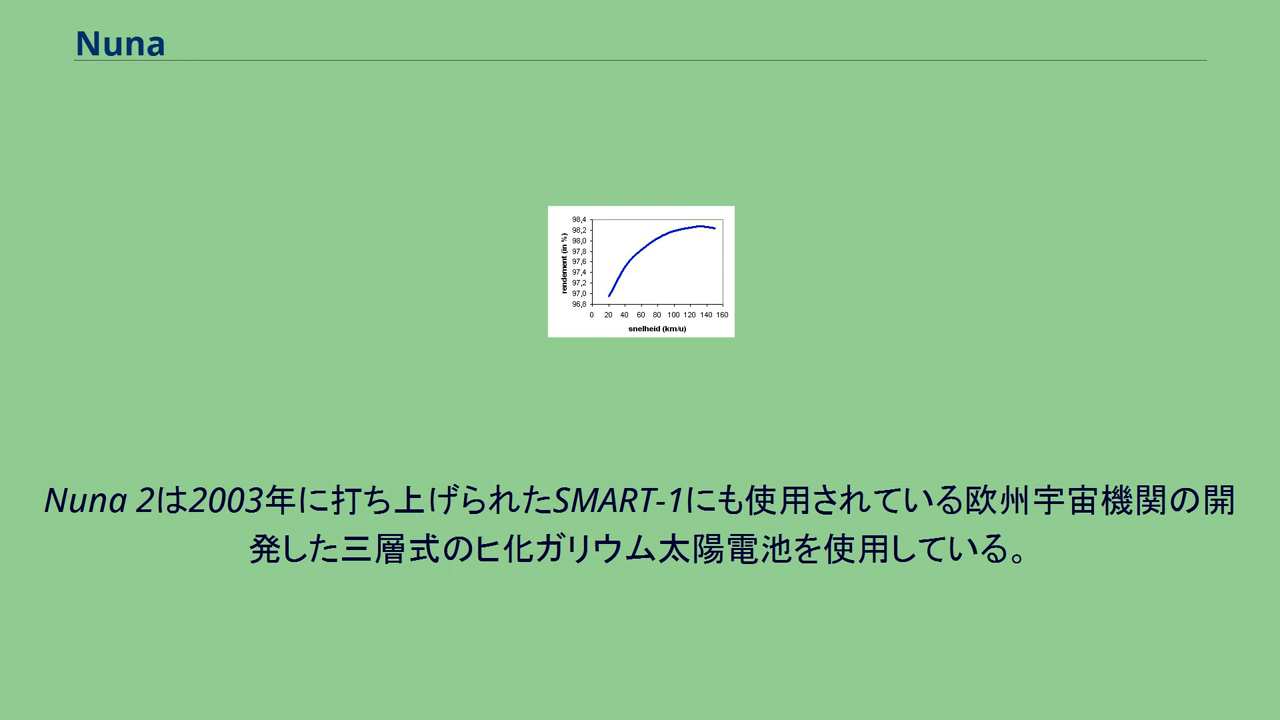 Nuna
98,4
98,2
98,0
97,8
97,6
97,4
97,2
97,0
96,8
rendement (in %)
0 20 40 60 80 100 120 140 160
snelheid (km/u)
Nuna 2は2003年に打ち上げられたSMART-1にも使用されている欧州宇宙機関の開
発した三層式のヒ化ガリウム太陽電池を使用している。